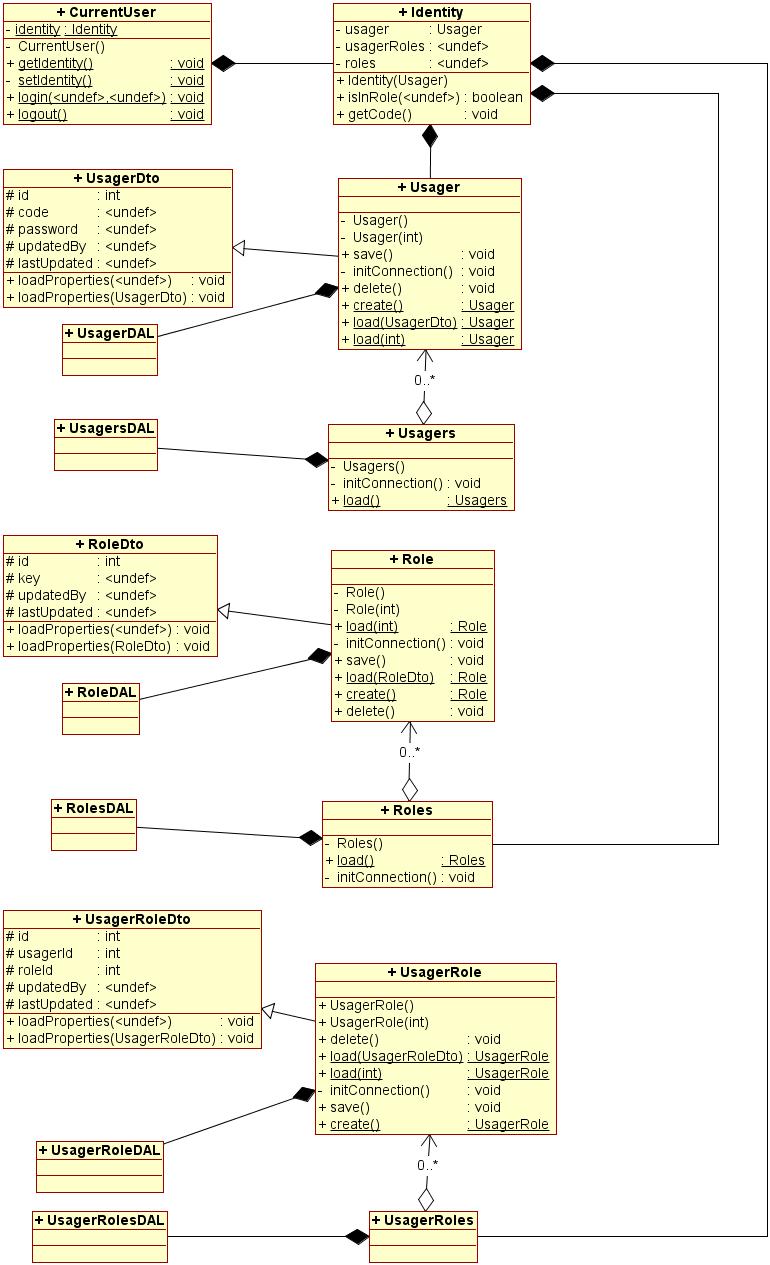 + CurrentUser
- identity : Identity
- CurrentUser()
+ getIdentity() : void
- setIdentity() : void
+ login(<undef>,<undef>) : void
+ logout() : void
+ Identity
- usager : Usager
- usagerRoles : <undef>
- roles : <undef>
+ Identity(Usager)
+ isInRole(<undef>) : boolean
+ getCode() : void
+ UsagerDto
# id : int
# code : <undef>
# password : <undef>
# updatedBy : <undef>
# lastUpdated : <undef>
+ loadProperties(<undef>) : void
+ loadProperties(UsagerDto) : void
+ Usager
- Usager()
- Usager(int)
+ save() : void
- initConnection() : void
+ delete() : void
+ create() : Usager
+ load(UsagerDto) : Usager
+ load(int) : Usager
+ UsagerDAL
0..*
+ UsagersDAL
+ Usagers
- Usagers()
- initConnection() : void
+ load() : Usagers
+ RoleDto
# id : int
# key : <undef>
# updatedBy : <undef>
# lastUpdated : <undef>
+ loadProperties(<undef>) : void
+ loadProperties(RoleDto) : void
+ Role
- Role()
- Role(int)
+ load(int) : Role
- initConnection() : void
+ save() : void
+ load(RoleDto) : Role
+ create() : Role
+ delete() : void
+ RoleDAL
0..*
+ RolesDAL
+ Roles
- Roles()
+ load() : Roles
- initConnection() : void
+ UsagerRoleDto
# id : int
# usagerId : int
# roleId : int
# updatedBy : <undef>
# lastUpdated : <undef>
+ loadProperties(<undef>) : void
+ loadProperties(UsagerRoleDto) : void
+ UsagerRole
+ UsagerRole()
+ UsagerRole(int)
+ delete() : void
+ load(UsagerRoleDto) : UsagerRole
+ load(int) : UsagerRole
- initConnection() : void
+ save() : void
+ create() : UsagerRole
+ UsagerRoleDAL
0..*
+ UsagerRolesDAL
+ UsagerRoles